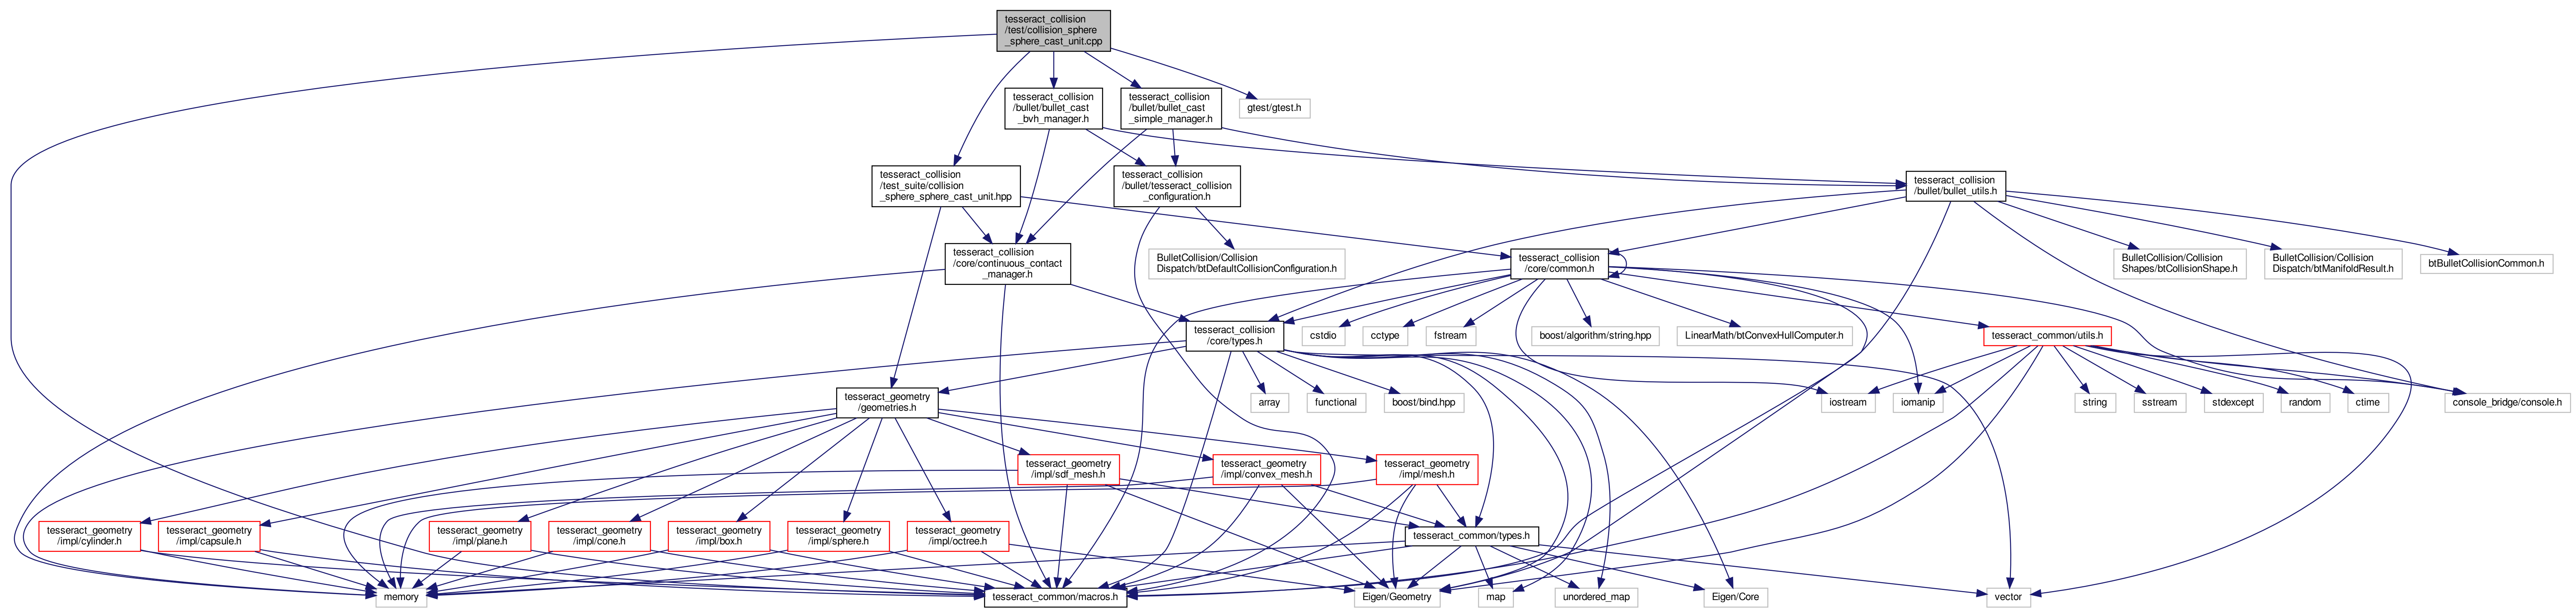 tesseract_collision
/test/collision_sphere
_sphere_cast_unit.cpp
tesseract_collision
/bullet/bullet_cast
_bvh_manager.h
tesseract_collision
/bullet/bullet_cast
_simple_manager.h
gtest/gtest.h
tesseract_collision
/test_suite/collision
_sphere_sphere_cast_unit.hpp
tesseract_collision
/bullet/tesseract_collision
_configuration.h
tesseract_collision
/bullet/bullet_utils.h
tesseract_collision
/core/continuous_contact
_manager.h
BulletCollision/Collision
Dispatch/btDefaultCollisionConfiguration.h
tesseract_collision
/core/common.h
BulletCollision/Collision
Shapes/btCollisionShape.h
BulletCollision/Collision
Dispatch/btManifoldResult.h
btBulletCollisionCommon.h
tesseract_collision
/core/types.h
cstdio
cctype
fstream
boost/algorithm/string.hpp
LinearMath/btConvexHullComputer.h
tesseract_common/utils.h
tesseract_geometry
/geometries.h
array
functional
boost/bind.hpp
iostream
iomanip
string
sstream
stdexcept
random
ctime
console_bridge/console.h
tesseract_geometry
/impl/sdf_mesh.h
tesseract_geometry
/impl/convex_mesh.h
tesseract_geometry
/impl/mesh.h
tesseract_geometry
/impl/cylinder.h
tesseract_geometry
/impl/capsule.h
tesseract_geometry
/impl/plane.h
tesseract_geometry
/impl/cone.h
tesseract_geometry
/impl/box.h
tesseract_geometry
/impl/sphere.h
tesseract_geometry
/impl/octree.h
tesseract_common/types.h
memory
tesseract_common/macros.h
Eigen/Geometry
map
unordered_map
Eigen/Core
vector